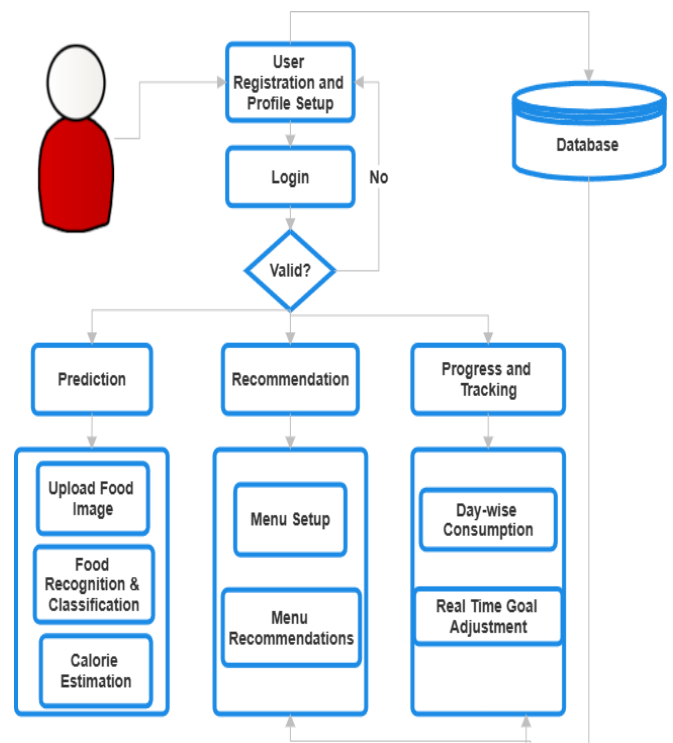 User
Registration and
Profile Setup
Database
Login
No
Valid?
Prediction
Recommendation
Progress and
Tracking
Upload Food
Image
Food
Recognition &
Classification
Calorie
Estimation
Menu Setup
Menu
Recommendations
Day-wise
Consumption
Real Time Goal
Adjustment